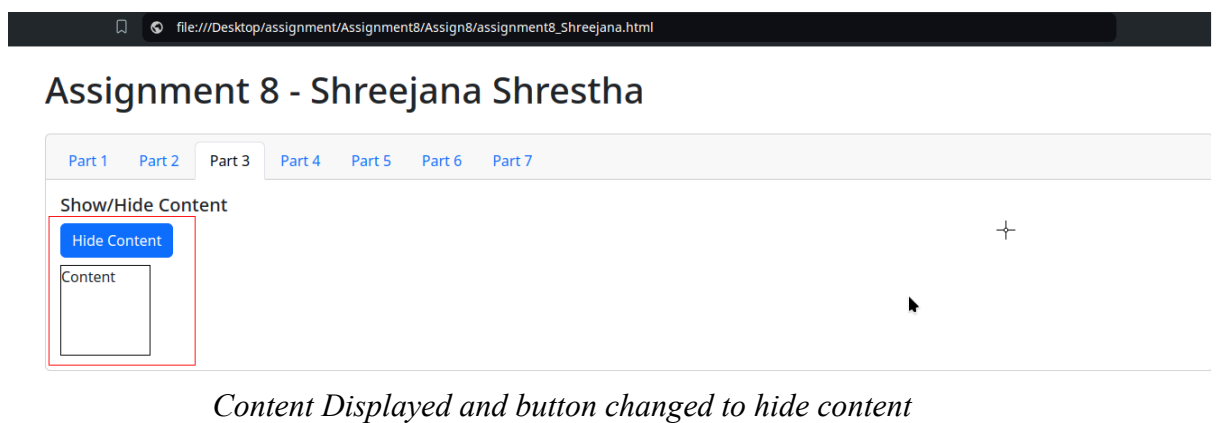 file:///Desktop/assignment/Assignment8/Assign8/assignment8_Shreejana.html
Assignment 8 - Shreejana Shrestha
Part 1 Part 2 Part 3 Part 4 Part 5 Part 6 Part 7
Show/Hide Content
Hide Content
Content
Content Displayed and button changed to hide content